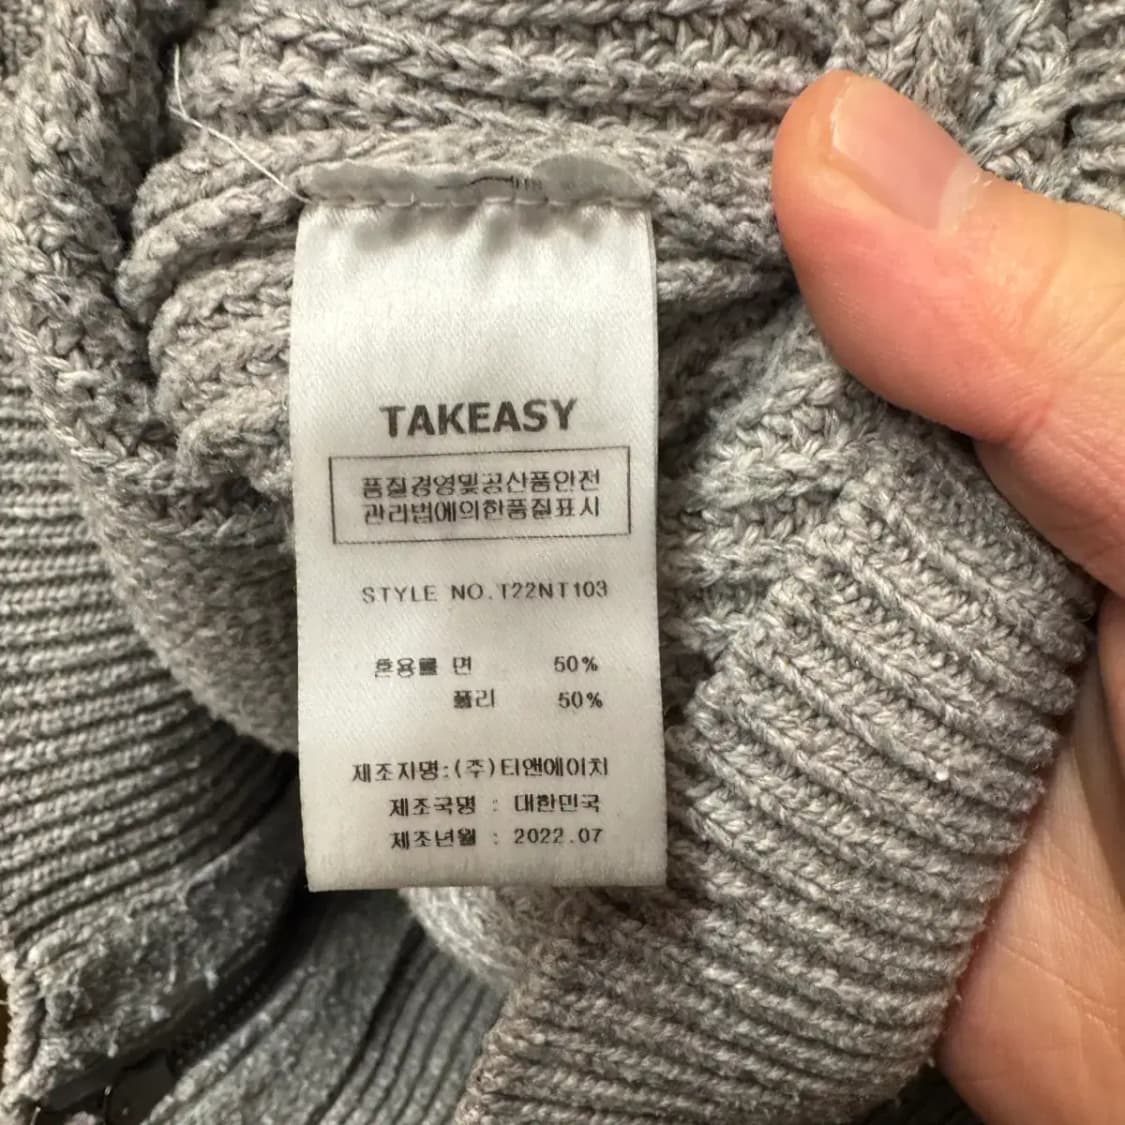 TAKEASY
품질경영및공산품안전
관리법에의한품질표시
STYLE NO.T22NT103
혼용률 면 50%
폴리 50%
제조자명:(주)티앤에이치
제조국명 : 대한민국
제조년월 : 2022.07